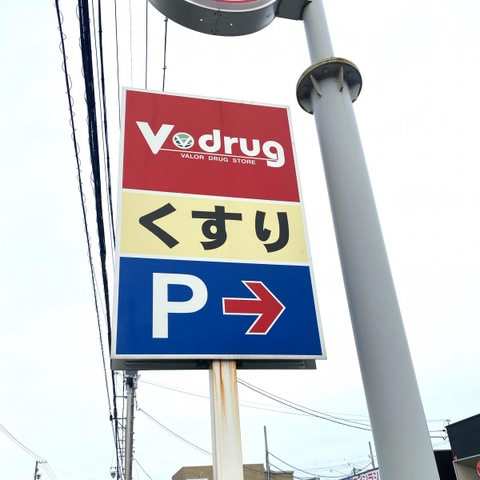 V drug
VALOR DRUG STORE
くすり
P →